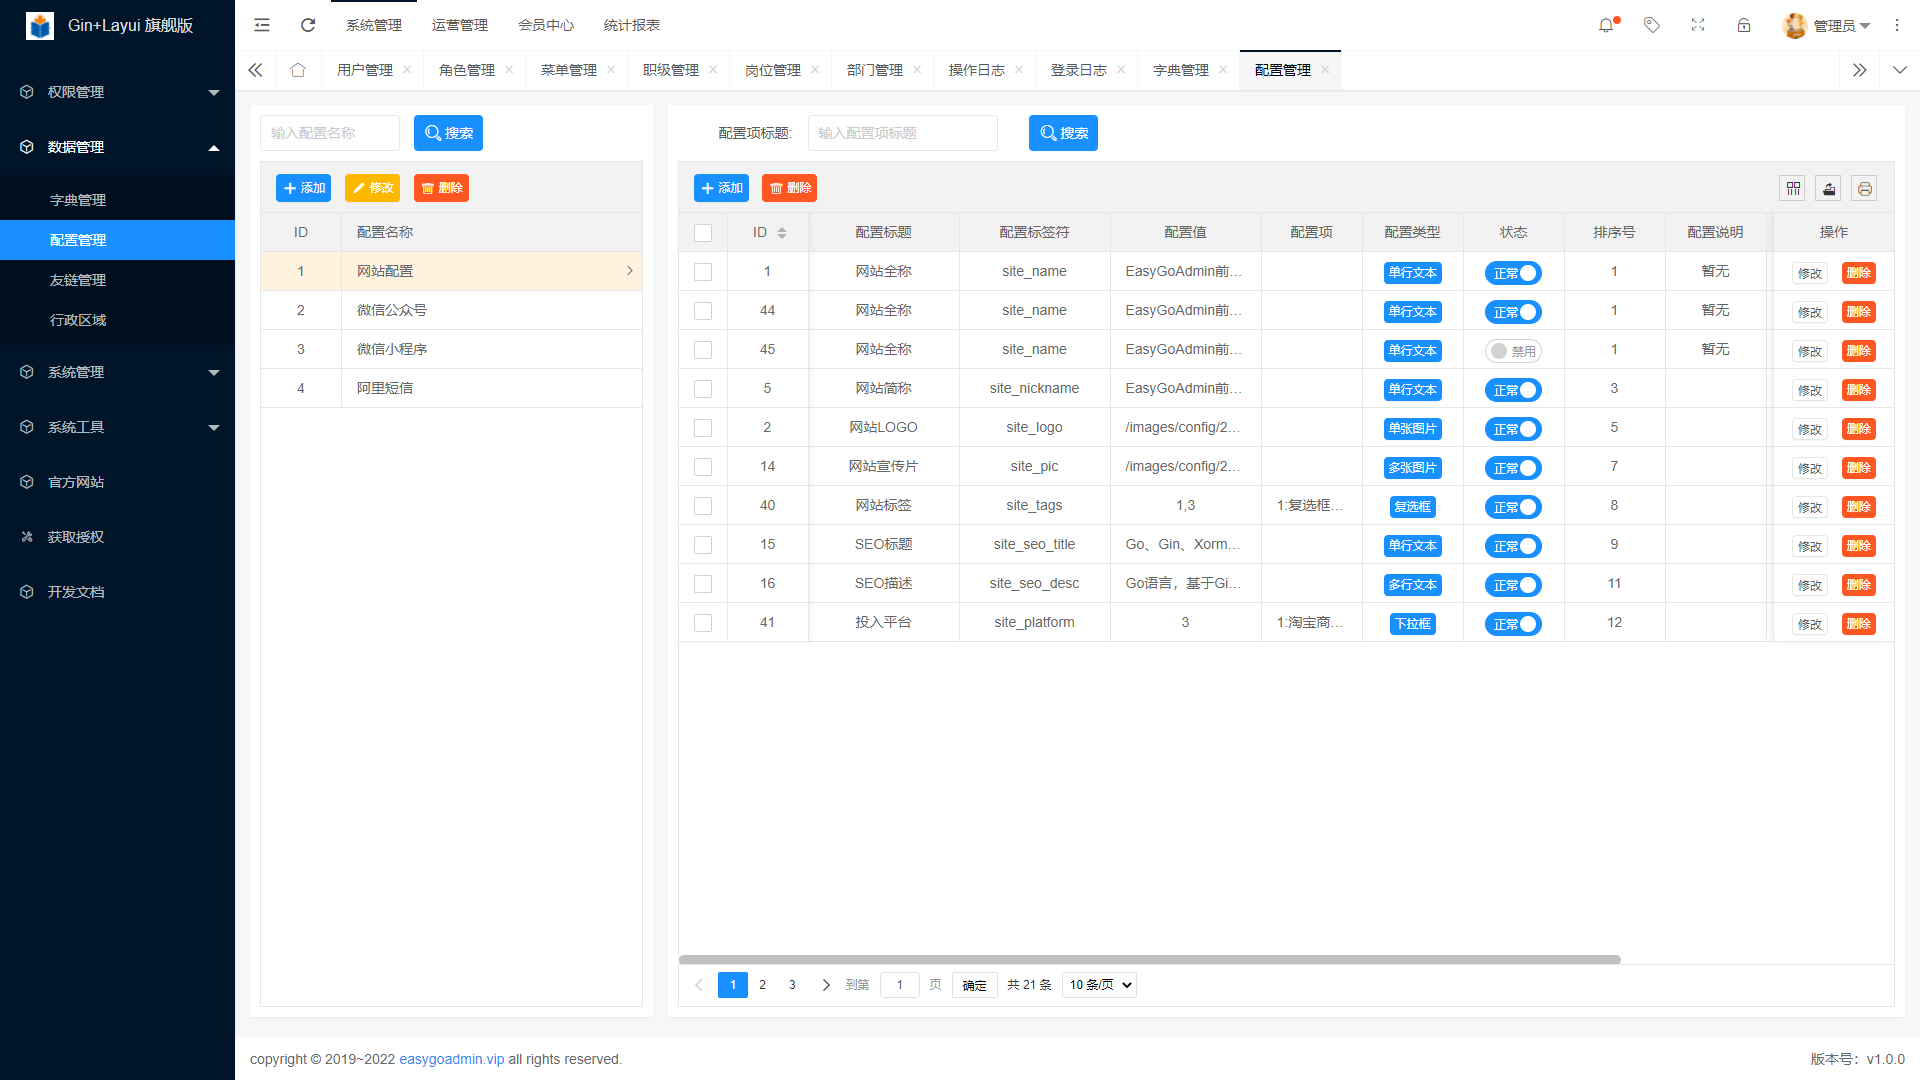 Gin+Layui 旗舰版
权限管理
数据管理
字典管理
配置管理
友链管理
行政区域
系统管理
系统工具
官方网站
获取授权
开发文档
系统管理 运营管理 会员中心 统计报表 管理员
用户管理 角色管理 菜单管理 职级管理 岗位管理 部门管理 操作日志 登录日志 字典管理 配置管理
输入配置名称 搜索
添加 修改 删除
ID 配置名称
1 网站配置
2 微信公众号
3 微信小程序
4 阿里短信
配置项标题: 输入配置项标题 搜索
添加 删除
ID 配置标题 配置标签符 配置值 配置项 配置类型 状态 排序号 配置说明 操作
1 网站全称 site_name EasyGoAdmin前... 单行文本 正常 1 暂无 修改 删除
44 网站全称 site_name EasyGoAdmin前... 单行文本 正常 1 暂无 修改 删除
45 网站全称 site_name EasyGoAdmin前... 单行文本 禁用 1 暂无 修改 删除
5 网站简称 site_nickname EasyGoAdmin前... 单行文本 正常 3 修改 删除
2 网站LOGO site_logo /images/config/2... 单张图片 正常 5 修改 删除
14 网站宣传片 site_pic /images/config/2... 多张图片 正常 7 修改 删除
40 网站标签 site_tags 1,3 1:复选框... 复选框 正常 8 修改 删除
15 SEO标题 site_seo_title Go、Gin、Xorm... 单行文本 正常 9 修改 删除
16 SEO描述 site_seo_desc Go语言，基于Gi... 多行文本 正常 11 修改 删除
41 投入平台 site_platform 3 1:淘宝商... 下拉框 正常 12 修改 删除
1 2 3 到第 1 页 确定 共 21 条 10 条/页
copyright © 2019~2022 easygoadmin.vip all rights reserved.
版本号：v1.0.0